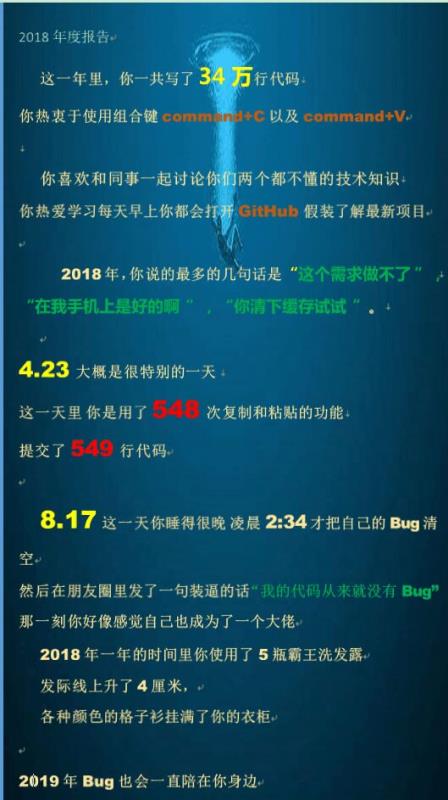 2018 年度报告
这一年里，你一共写了 34 万行代码
你热衷于使用组合键 command+C 以及 command+V
你喜欢和同事一起讨论你们两个都不懂的技术知识
你热爱学习每天早上你都会打开 GitHub 假装了解最新项目
2018 年，你说的最多的几句话是 “这个需求做不了 ”，
“在我手机上是好的啊 ”，“你清下缓存试试 ”。
4.23 大概是很特别的一天
这一天里 你是用了 548 次复制和粘贴的功能
提交了 549 行代码
8.17 这一天你睡得很晚 凌晨 2:34 才把自己的 Bug 清
空
然后在朋友圈里发了一句装逼的话“我的代码从来就没有 Bug”
那一刻你好像感觉自己也成为了一个大佬
2018 年一年的时间里你使用了 5 瓶霸王洗发露
发际线上升了 4 厘米，
各种颜色的格子衫挂满了你的衣柜
2019 年 Bug 也会一直陪在你身边